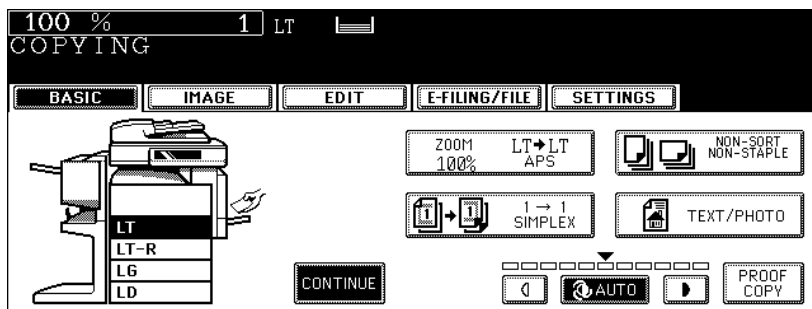 100 % 1 LT
COPYING
BASIC IMAGE EDIT E-FILING/FILE SETTINGS
ZOOM
100%
LT→LT
APS
NON-SORT
NON-STAPLE
1 → 1
SIMPLEX
TEXT/PHOTO
LT
LT-R
LG
LD
CONTINUE
AUTO
PROOF
COPY